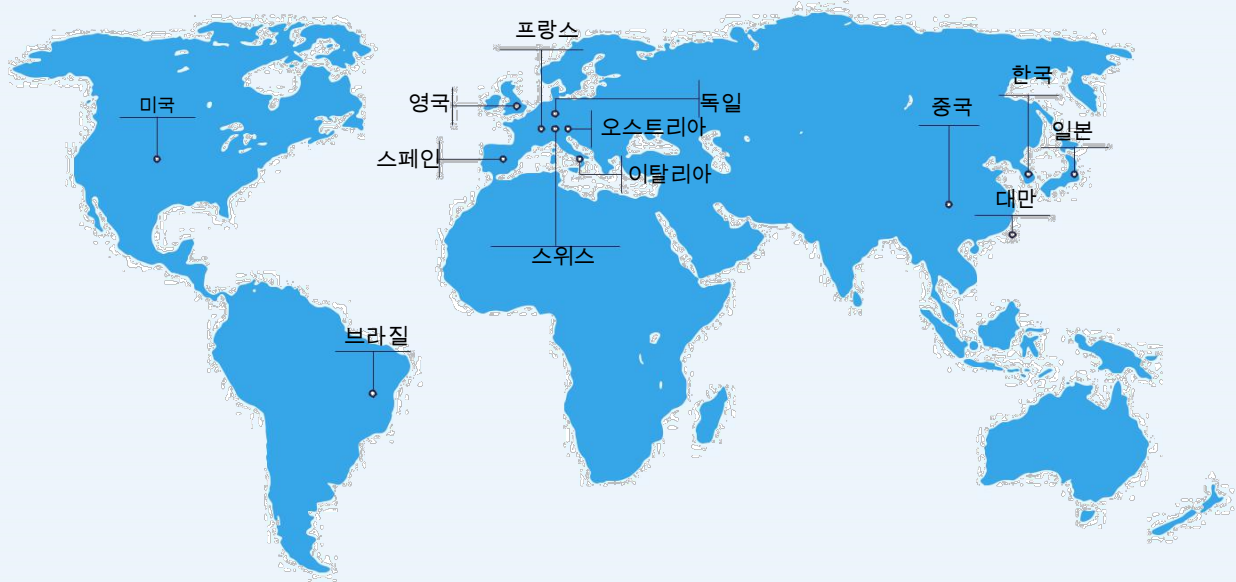 프랑스
한국
영국
독일
미국
중국
오스트리아
일본
스페인
이탈리아
대만
스위스
브라질